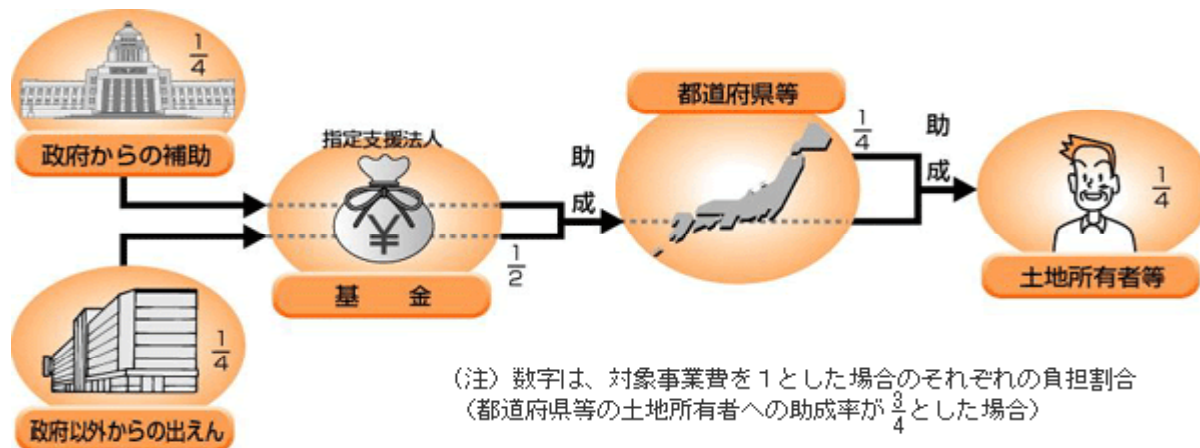 1/4
政府からの補助
指定支援法人
¥
基 金
1/2
助成
都道府県等
1/4
助成
1/4
土地所有者等
1/4
政府以外からの出えん
(注) 数字は、対象事業費を1とした場合のそれぞれの負担割合
(都道府県等の土地所有者への助成率が3/4とした場合)